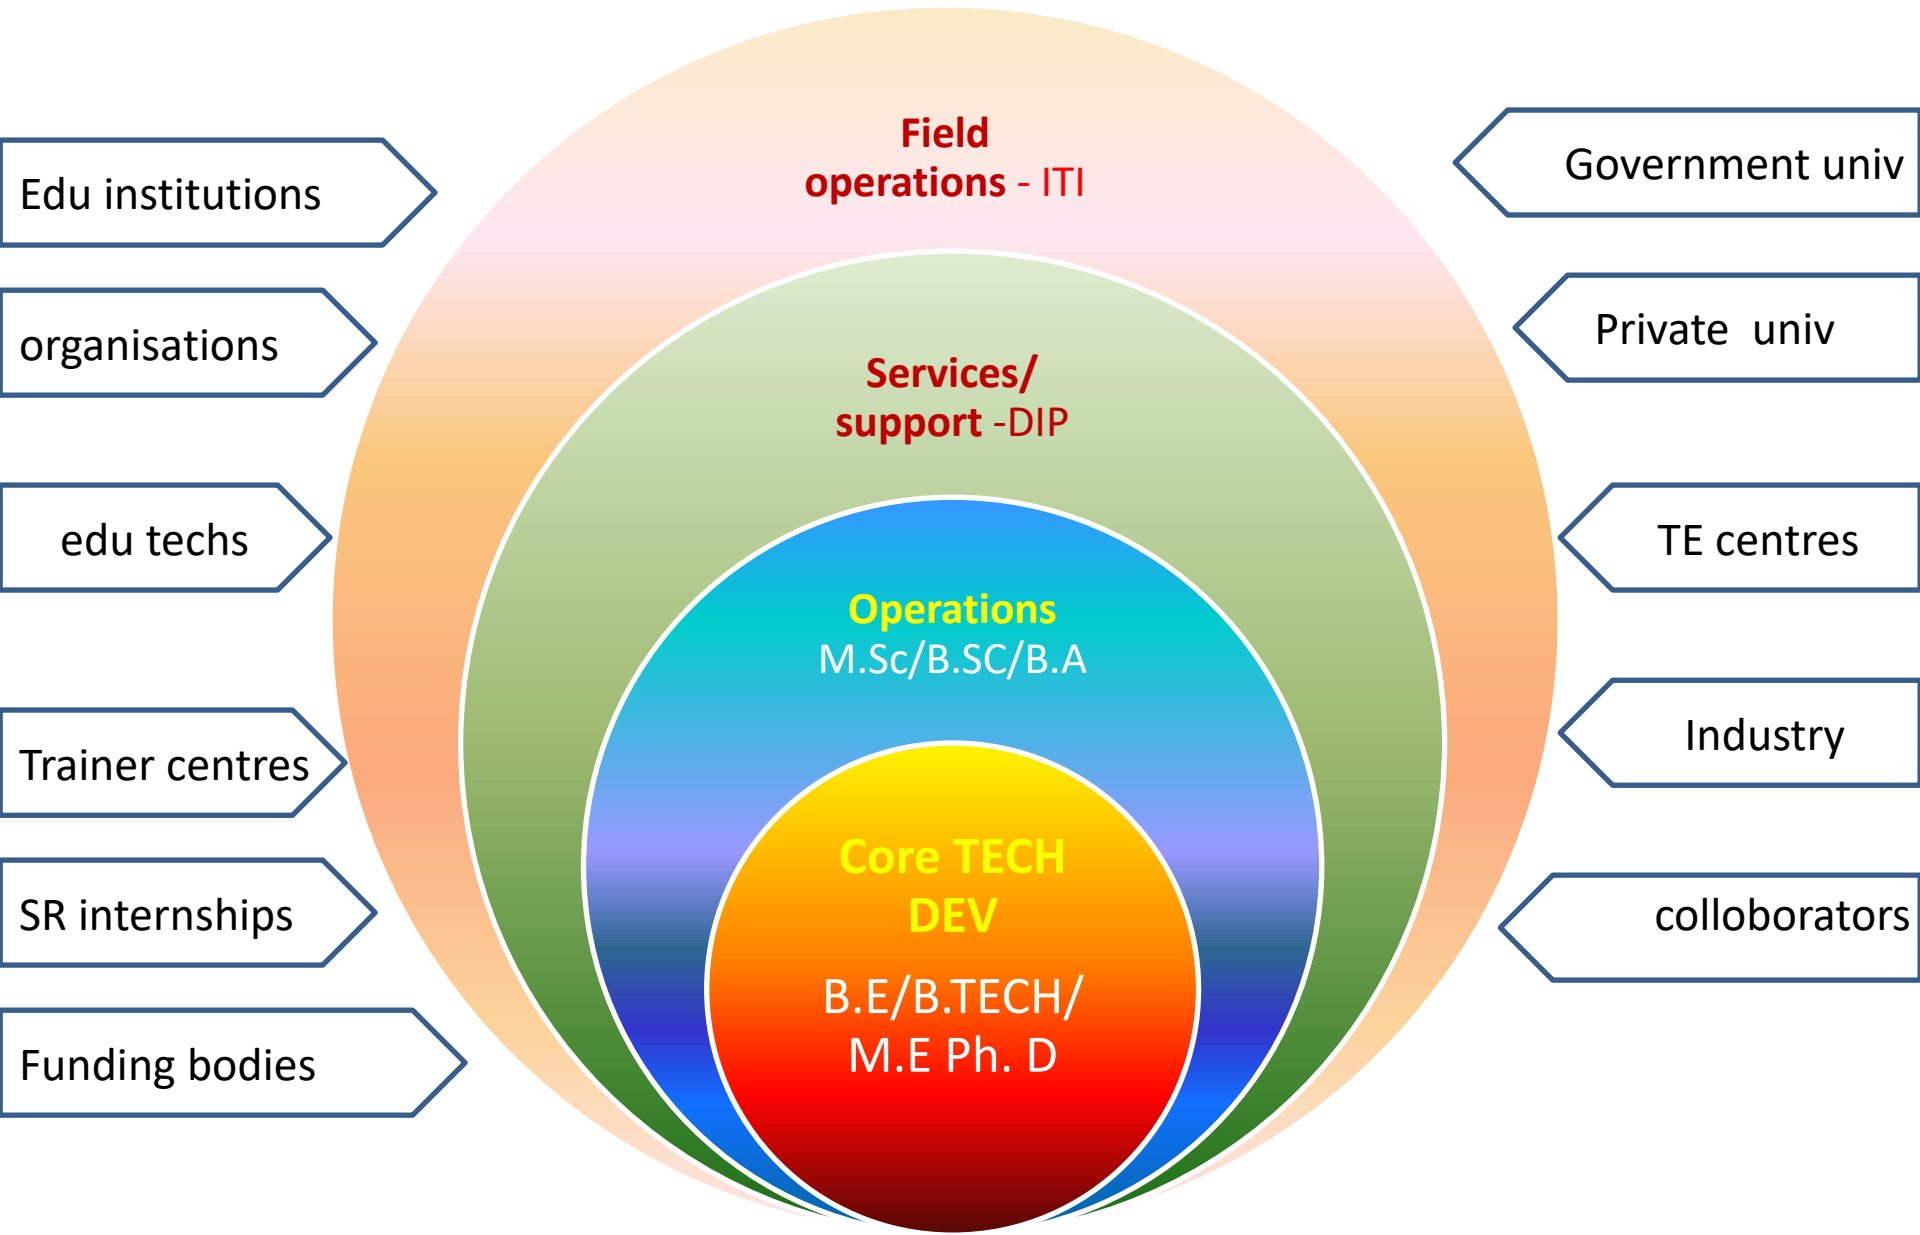 Edu institutions
organisations
edu techs
Trainer centres
SR internships
Funding bodies
Field
operations - ITI
Services/
support -DIP
Operations
M.Sc/B.SC/B.A
Core TECH
DEV
B.E/B.TECH/
M.E Ph. D
Government univ
Private  univ
TE centres
Industry
colloborators